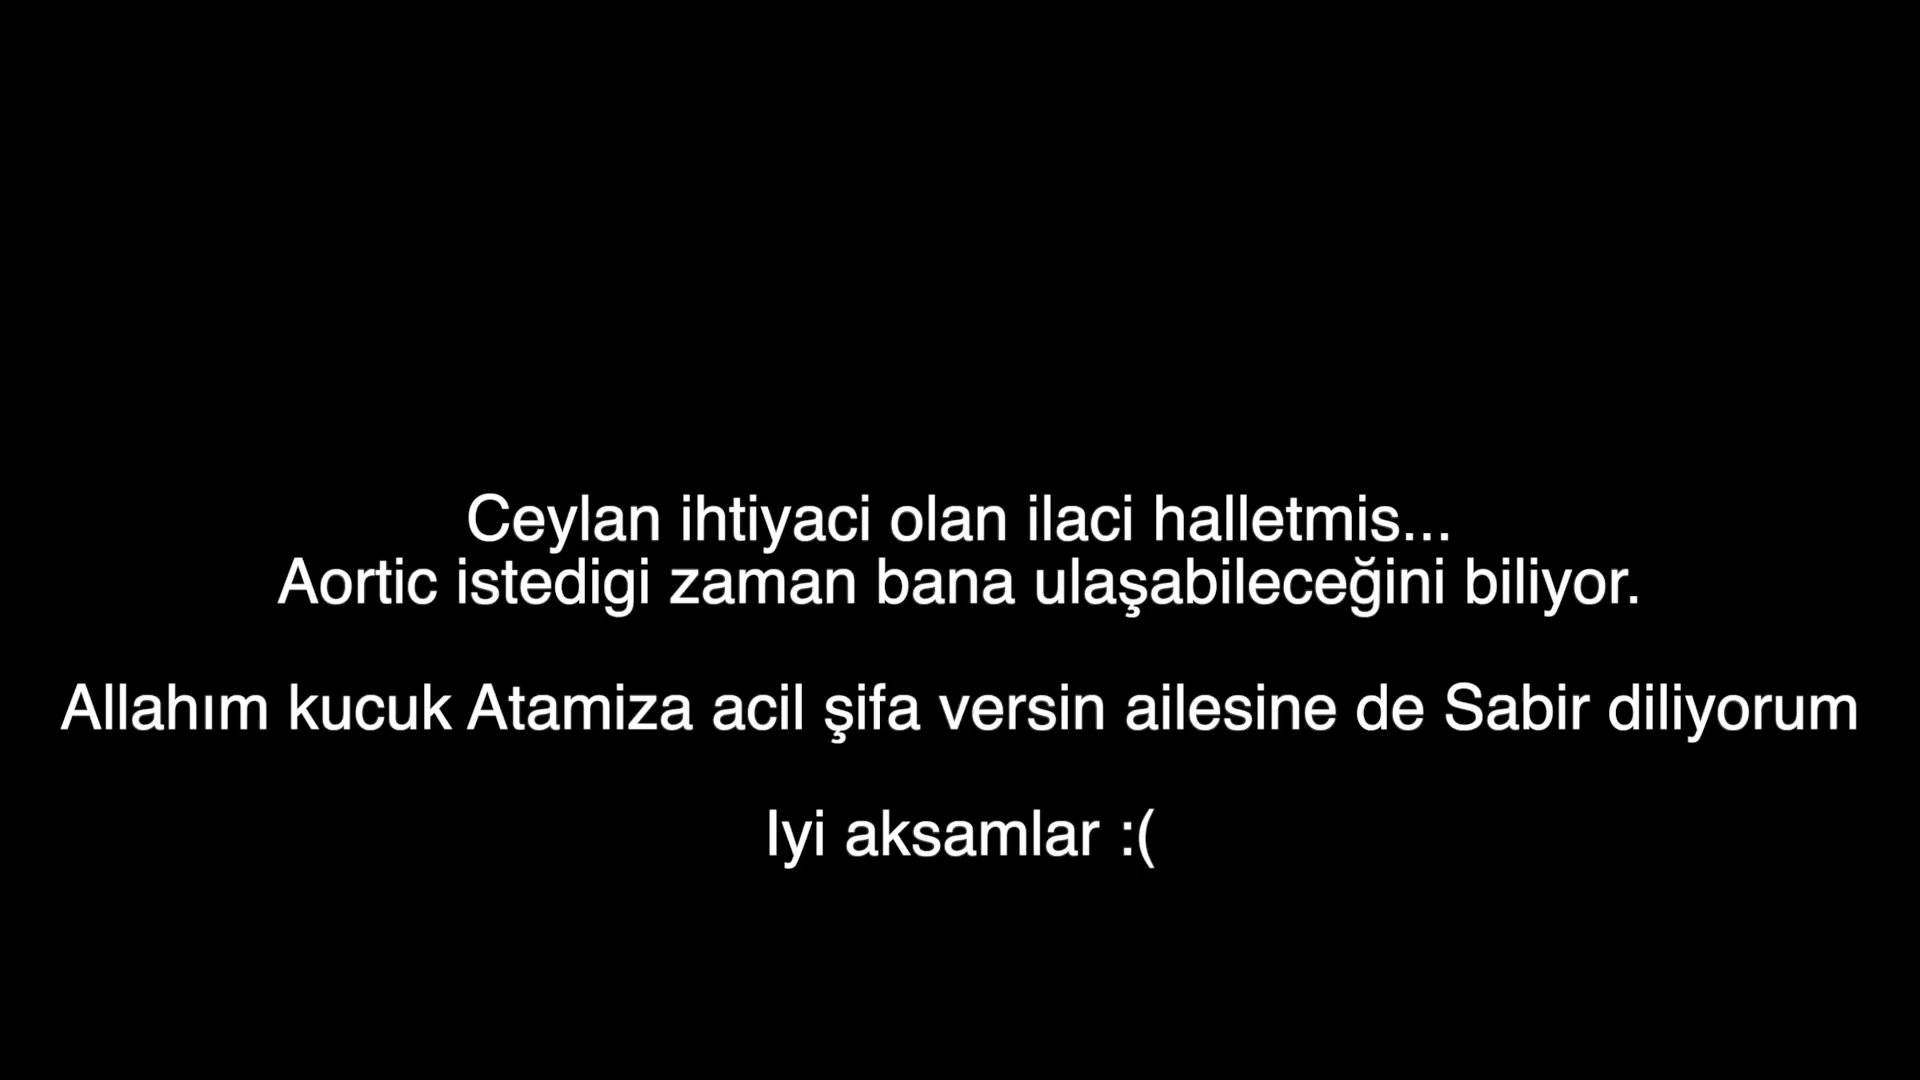 Ceylan ihtiyaci olan ilaci halletmis...
Aortic istedigi zaman bana ulaşabileceğini biliyor.
Allahım kucuk Atamiza acil şifa versin ailesine de Sabir diliyorum
Iyi aksamlar :(